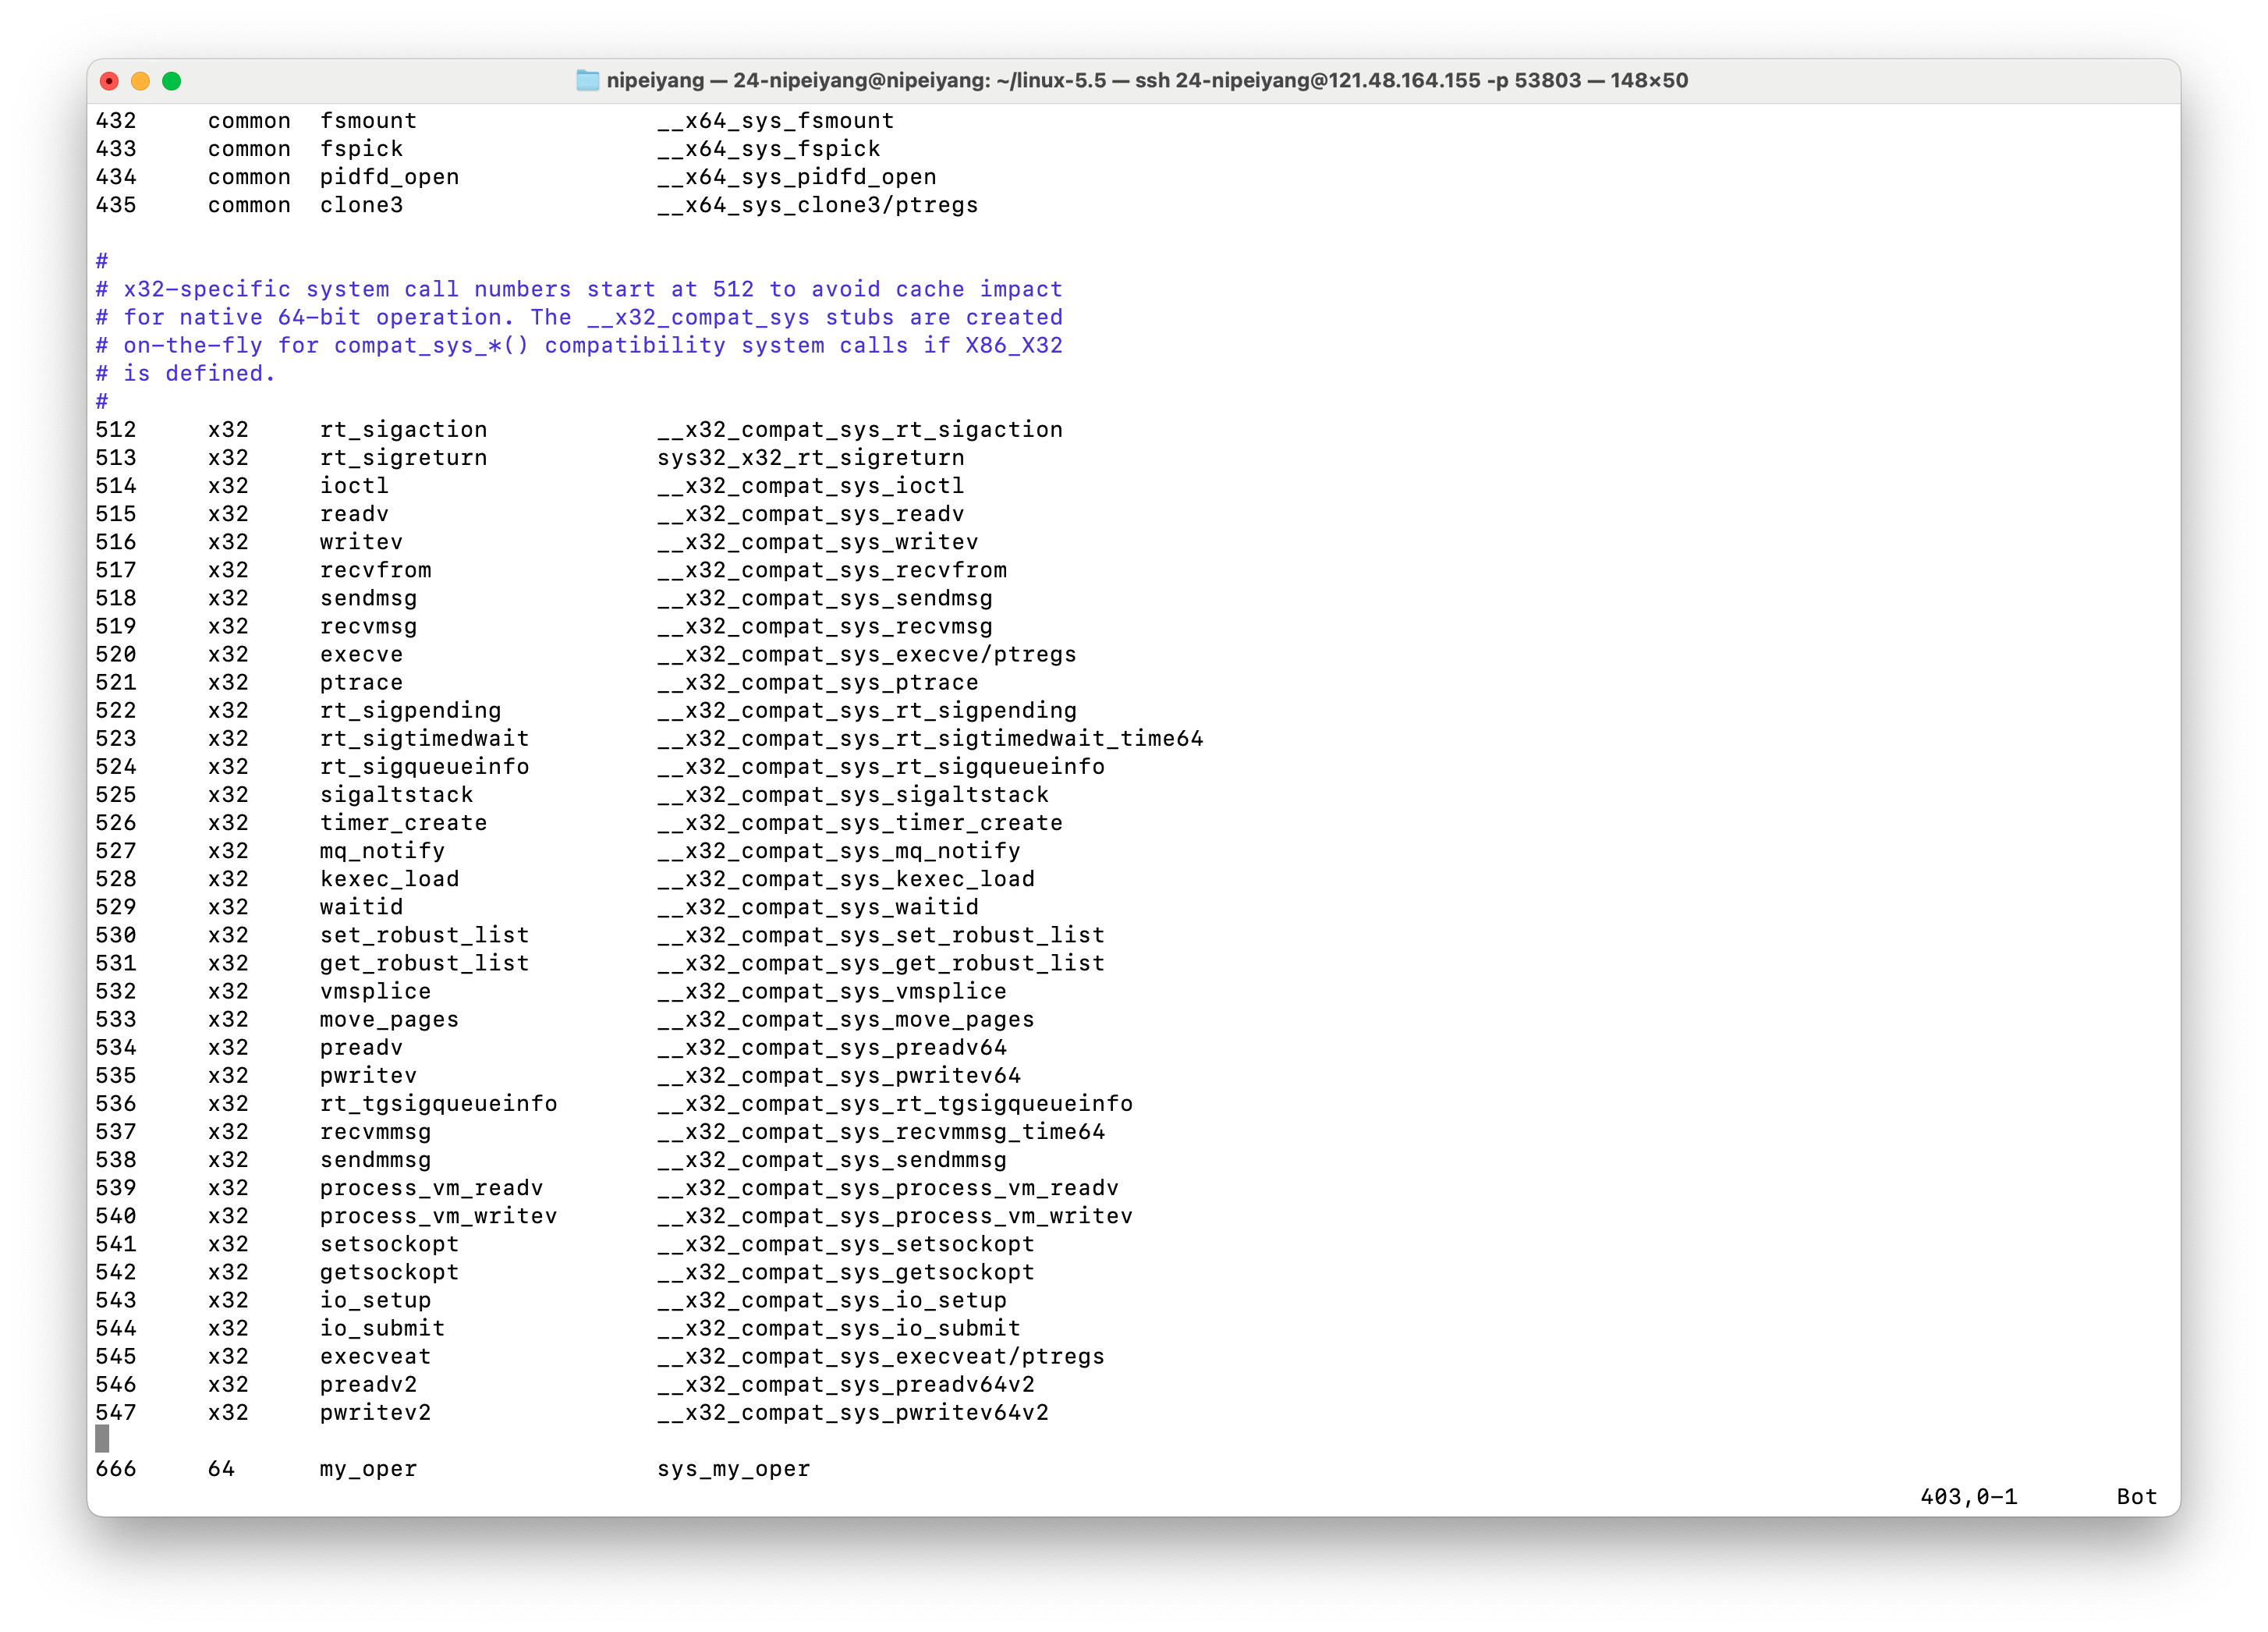 nipeiyang — 24-nipeiyang@nipeiyang: ~/linux-5.5 — ssh 24-nipeiyang@121.48.164.155 -p 53803 — 148×50
432 common fsmount __x64_sys_fsmount
433 common fspick __x64_sys_fspick
434 common pidfd_open __x64_sys_pidfd_open
435 common clone3 __x64_sys_clone3/ptregs
#
# x32-specific system call numbers start at 512 to avoid cache impact
# for native 64-bit operation. The __x32_compat_sys stubs are created
# on-the-fly for compat_sys_*() compatibility system calls if X86_X32
# is defined.
#
512 x32 rt_sigaction __x32_compat_sys_rt_sigaction
513 x32 rt_sigreturn sys32_x32_rt_sigreturn
514 x32 ioctl __x32_compat_sys_ioctl
515 x32 readv __x32_compat_sys_readv
516 x32 writev __x32_compat_sys_writev
517 x32 recvfrom __x32_compat_sys_recvfrom
518 x32 sendmsg __x32_compat_sys_sendmsg
519 x32 recvmsg __x32_compat_sys_recvmsg
520 x32 execve __x32_compat_sys_execve/ptregs
521 x32 ptrace __x32_compat_sys_ptrace
522 x32 rt_sigpending __x32_compat_sys_rt_sigpending
523 x32 rt_sigtimedwait __x32_compat_sys_rt_sigtimedwait_time64
524 x32 rt_sigqueueinfo __x32_compat_sys_rt_sigqueueinfo
525 x32 sigaltstack __x32_compat_sys_sigaltstack
526 x32 timer_create __x32_compat_sys_timer_create
527 x32 mq_notify __x32_compat_sys_mq_notify
528 x32 kexec_load __x32_compat_sys_kexec_load
529 x32 waitid __x32_compat_sys_waitid
530 x32 set_robust_list __x32_compat_sys_set_robust_list
531 x32 get_robust_list __x32_compat_sys_get_robust_list
532 x32 vmsplice __x32_compat_sys_vmsplice
533 x32 move_pages __x32_compat_sys_move_pages
534 x32 preadv __x32_compat_sys_preadv64
535 x32 pwritev __x32_compat_sys_pwritev64
536 x32 rt_tgsigqueueinfo __x32_compat_sys_rt_tgsigqueueinfo
537 x32 recvmmsg __x32_compat_sys_recvmmsg_time64
538 x32 sendmmsg __x32_compat_sys_sendmmsg
539 x32 process_vm_readv __x32_compat_sys_process_vm_readv
540 x32 process_vm_writev __x32_compat_sys_process_vm_writev
541 x32 setsockopt __x32_compat_sys_setsockopt
542 x32 getsockopt __x32_compat_sys_getsockopt
543 x32 io_setup __x32_compat_sys_io_setup
544 x32 io_submit __x32_compat_sys_io_submit
545 x32 execveat __x32_compat_sys_execveat/ptregs
546 x32 preadv2 __x32_compat_sys_preadv64v2
547 x32 pwritev2 __x32_compat_sys_pwritev64v2
666 64 my_oper sys_my_oper
403,0-1 Bot